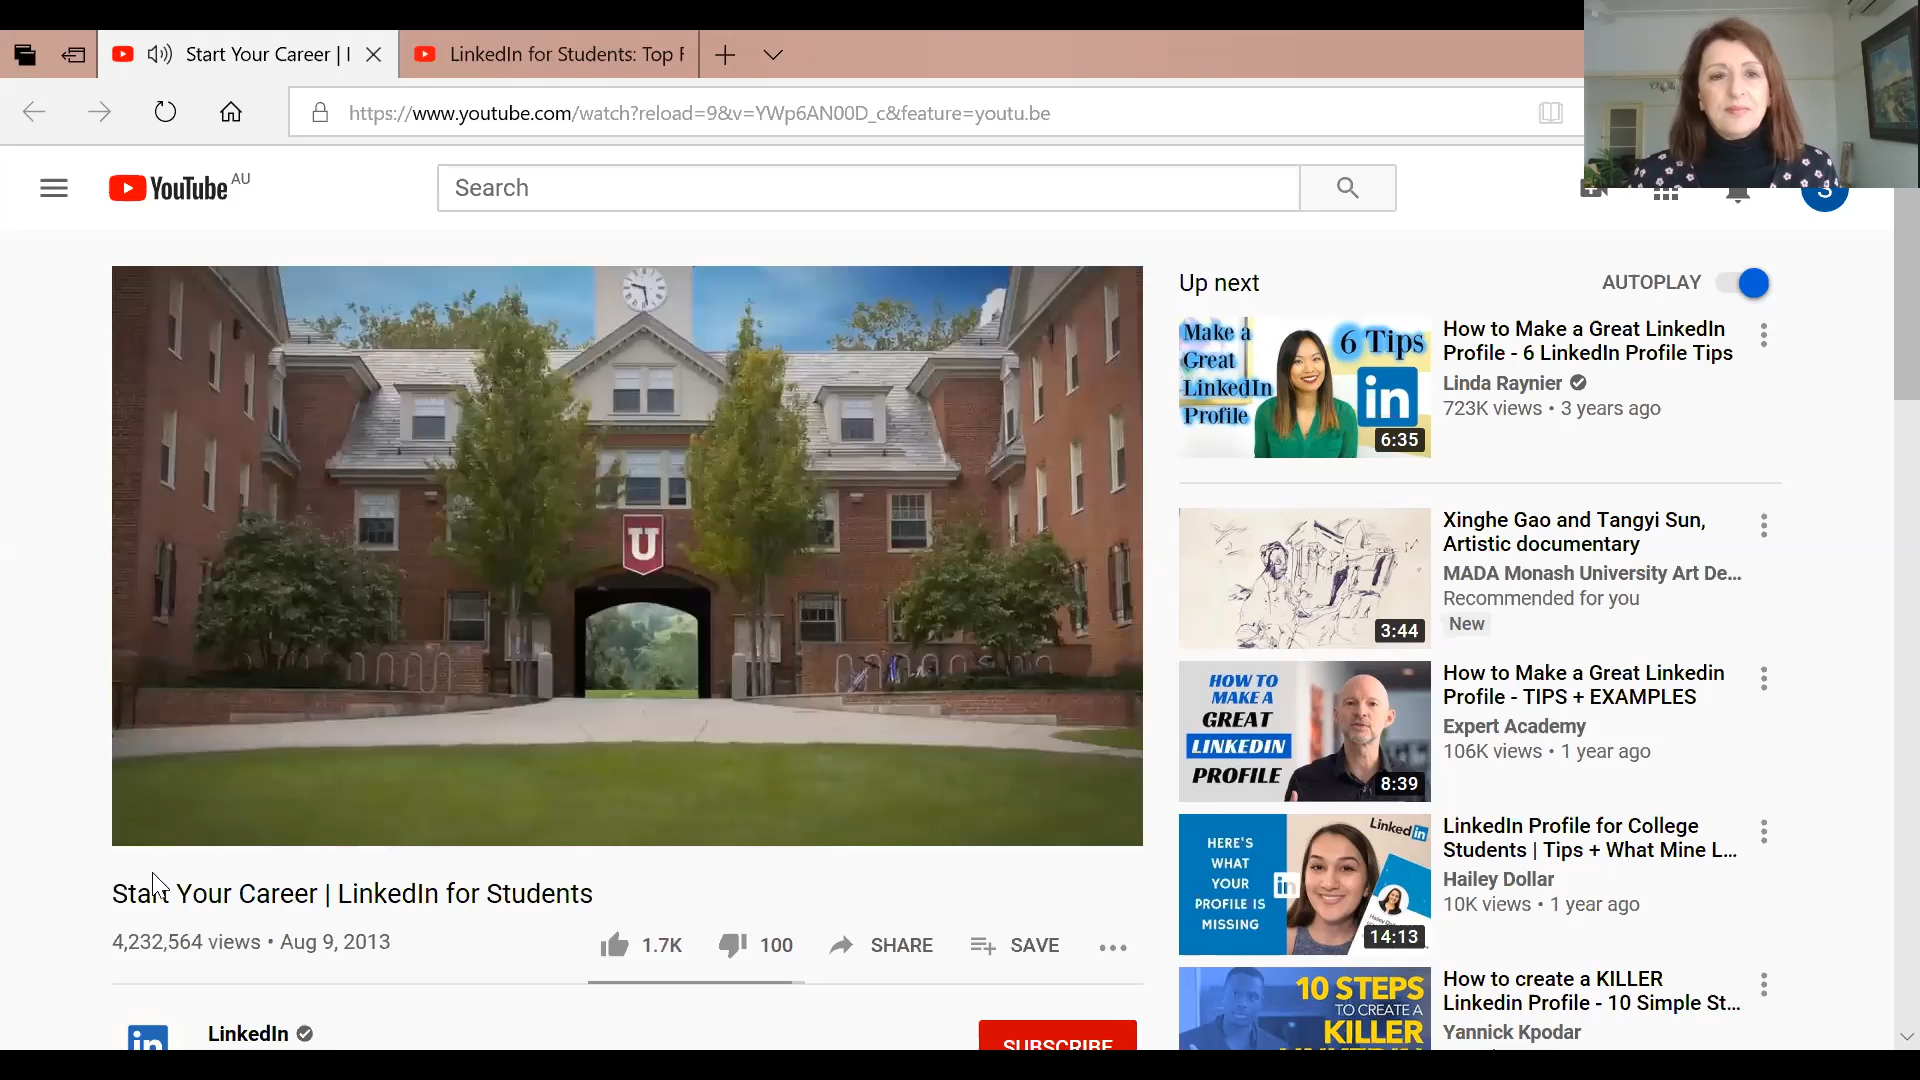 Start Your Career | I
LinkedIn for Students: Top F
https://www.youtube.com/watch?reload=9&v=YWp6AN00D_c&feature=youtu.be
YouTube AU
Search
S
U
Up next
AUTOPLAY
Make a
Great
LinkedIn
Profile
6 Tips
in
6:35
How to Make a Great LinkedIn
Profile - 6 LinkedIn Profile Tips
Linda Raynier
723K views • 3 years ago
3:44
Xinghe Gao and Tangyi Sun,
Artistic documentary
MADA Monash University Art De...
Recommended for you
New
HOW TO
MAKE A
GREAT
LINKEDIN
PROFILE
8:39
How to Make a Great Linkedin
Profile - TIPS + EXAMPLES
Expert Academy
106K views • 1 year ago
HERE'S
WHAT
YOUR
PROFILE IS
MISSING
Linked in
in
14:13
LinkedIn Profile for College
Students | Tips + What Mine L...
Hailey Dollar
10K views • 1 year ago
10 STEPS
TO CREATE A
KILLER
LINKEDIN
How to create a KILLER
Linkedin Profile - 10 Simple St...
Yannick Kpodar
Start Your Career | LinkedIn for Students
4,232,564 views • Aug 9, 2013
1.7K
100
SHARE
SAVE
in
LinkedIn
SUBSCRIBE